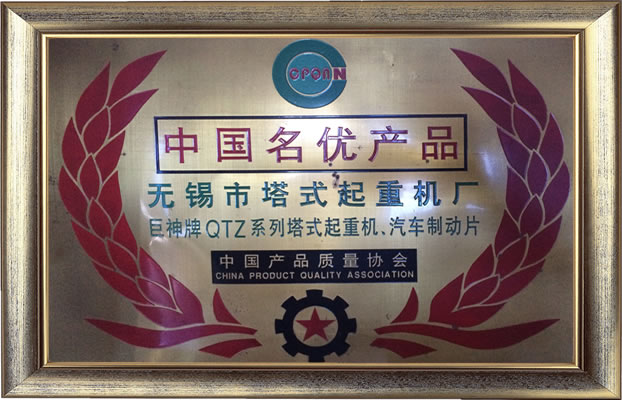 CPQAN
中国名优产品
无锡市塔式起重机厂
巨神牌QTZ系列塔式起重机、汽车制动片
中国产品质量协会
CHINA PRODUCT QUALITY ASSOCIATION